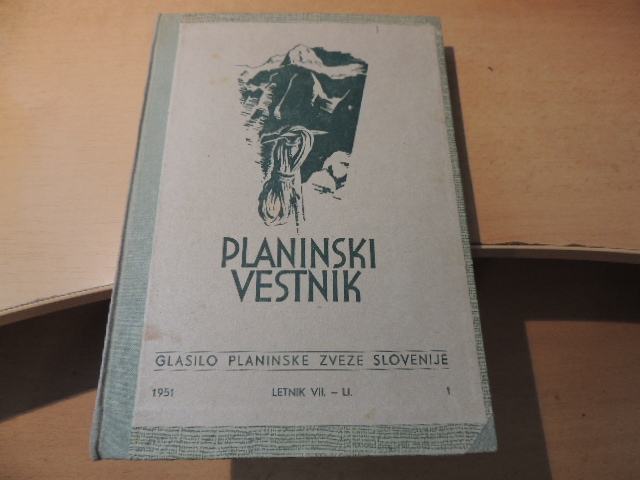 PLANINSKI
VESTNIK
GLASILO PLANINSKE ZVEZE SLOVENIJE
1951 LETNIK VII. – LI. 1